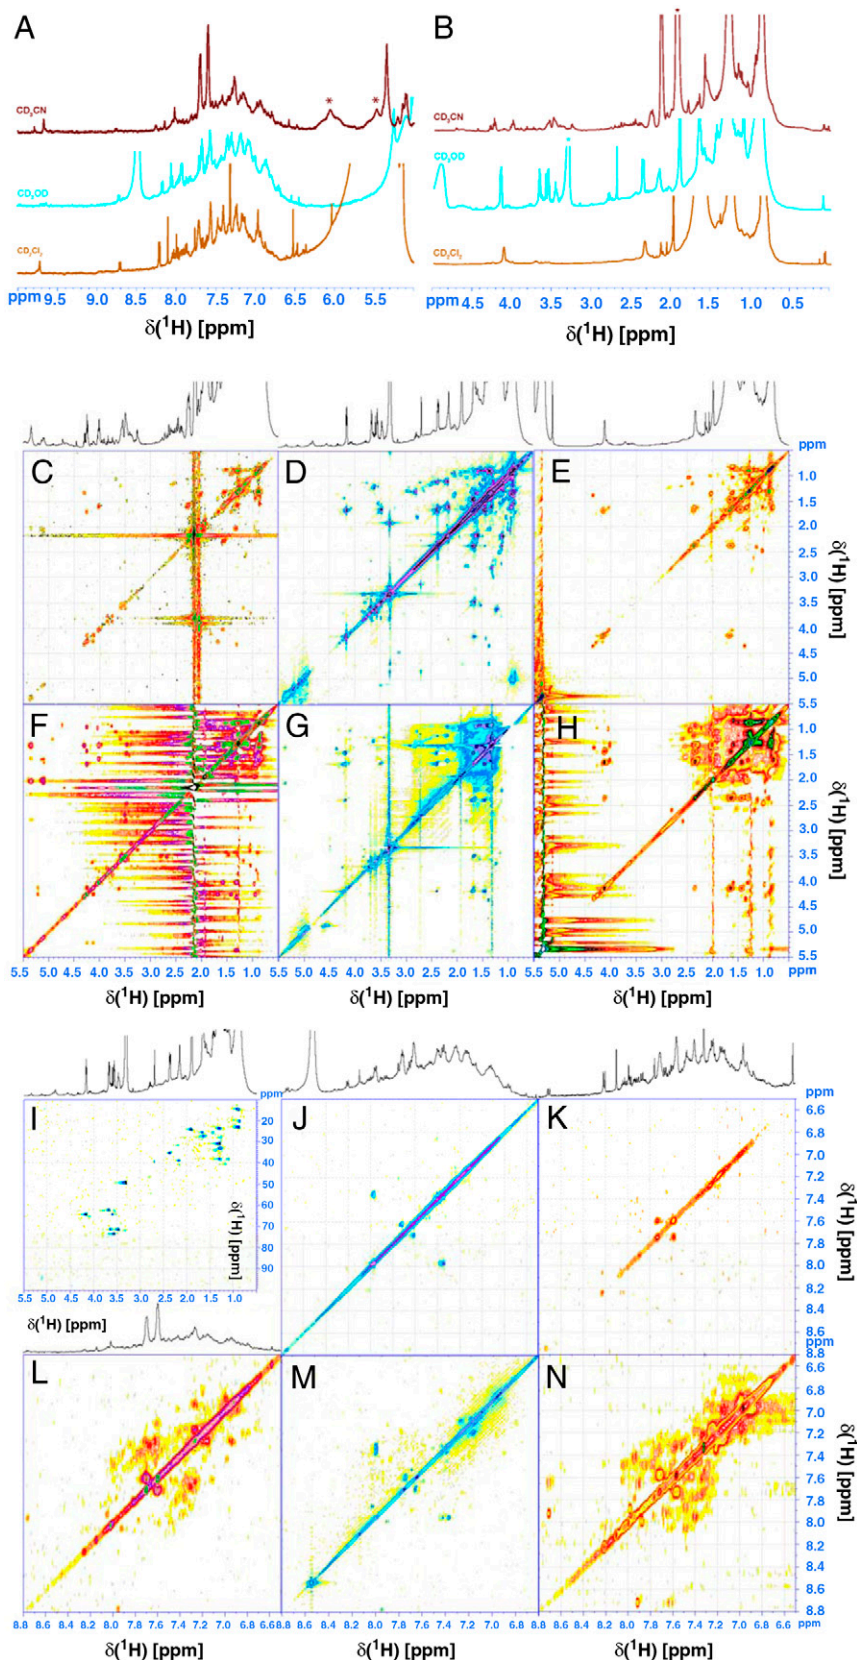 A B
* *
*
CD₃CN
CD₃CN
CD₃OD
CD₃OD
*
CD₂Cl₂
CD₂Cl₂
ppm 9.5 9.0 8.5 8.0 7.5 7.0 6.5 6.0 5.5
ppm 4.5 4.0 3.5 3.0 2.5 2.0 1.5 1.0 0.5
δ(¹H) [ppm] δ(¹H) [ppm]
ppm
C D E
1.0
1.5
2.0
2.5
3.0
3.5
4.0
4.5
5.0
5.5
δ(¹H) [ppm]
F G H
1.0
1.5
2.0
2.5
3.0
3.5
4.0
4.5
5.0
5.5
δ(¹H) [ppm]
5.5 5.0 4.5 4.0 3.5 3.0 2.5 2.0 1.5 1.0 5.5 5.0 4.5 4.0 3.5 3.0 2.5 2.0 1.5 1.0 5.5 5.0 4.5 4.0 3.5 3.0 2.5 2.0 1.5 1.0 ppm
δ(¹H) [ppm] δ(¹H) [ppm] δ(¹H) [ppm]
ppm ppm
I J K
20
30
40
50
60
70
80
90
δ(¹H) [ppm]
5.5 5.0 4.5 4.0 3.5 3.0 2.5 2.0 1.5 1.0
δ(¹H) [ppm]
6.6
6.8
7.0
7.2
7.4
7.6
7.8
8.0
8.2
8.4
8.6
ppm
8.8
δ(¹H) [ppm]
L M N
6.6
6.8
7.0
7.2
7.4
7.6
7.8
8.0
8.2
8.4
8.6
8.8
δ(¹H) [ppm]
8.8 8.6 8.4 8.2 8.0 7.8 7.6 7.4 7.2 7.0 6.8 6.6 8.8 8.6 8.4 8.2 8.0 7.8 7.6 7.4 7.2 7.0 6.8 6.6 8.8 8.6 8.4 8.2 8.0 7.8 7.6 7.4 7.2 7.0 6.8 6.6 ppm
δ(¹H) [ppm] δ(¹H) [ppm] δ(¹H) [ppm]